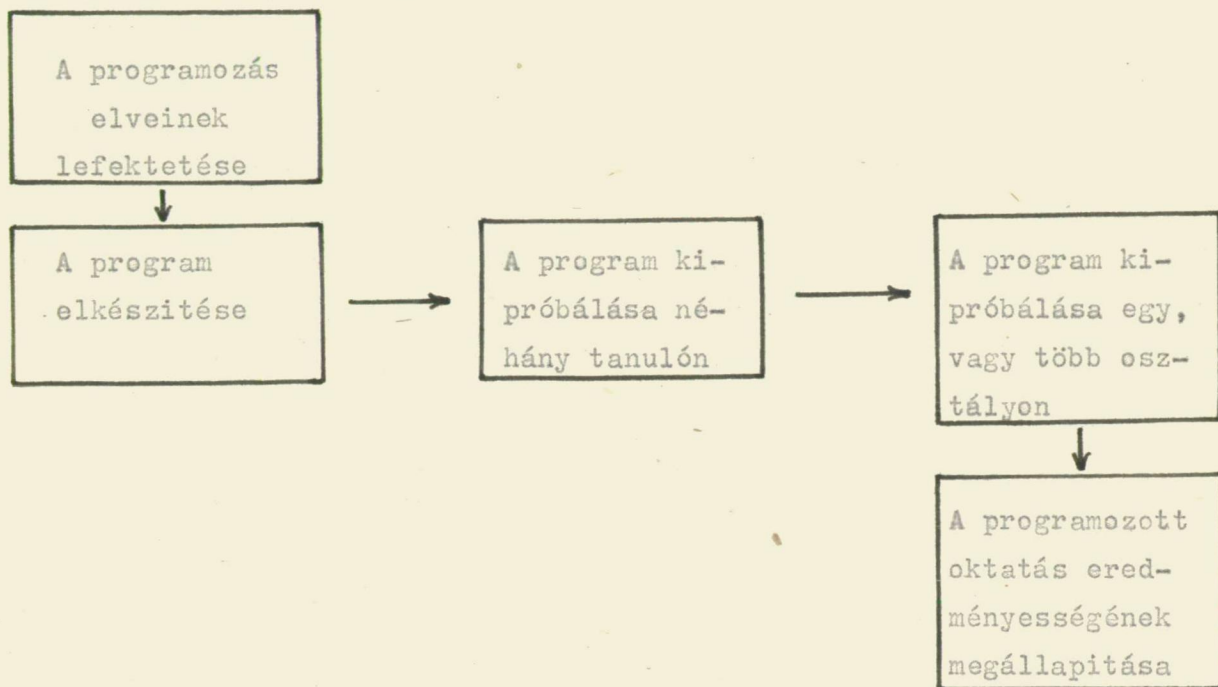 A programozás
elveinek
lefektetése
A program
elkészitése
A program ki-
próbálása né-
hány tanulón
A program ki-
próbálása egy,
vagy több osz-
tályon
A programozott
oktatás ered-
ményességének
megállapitása